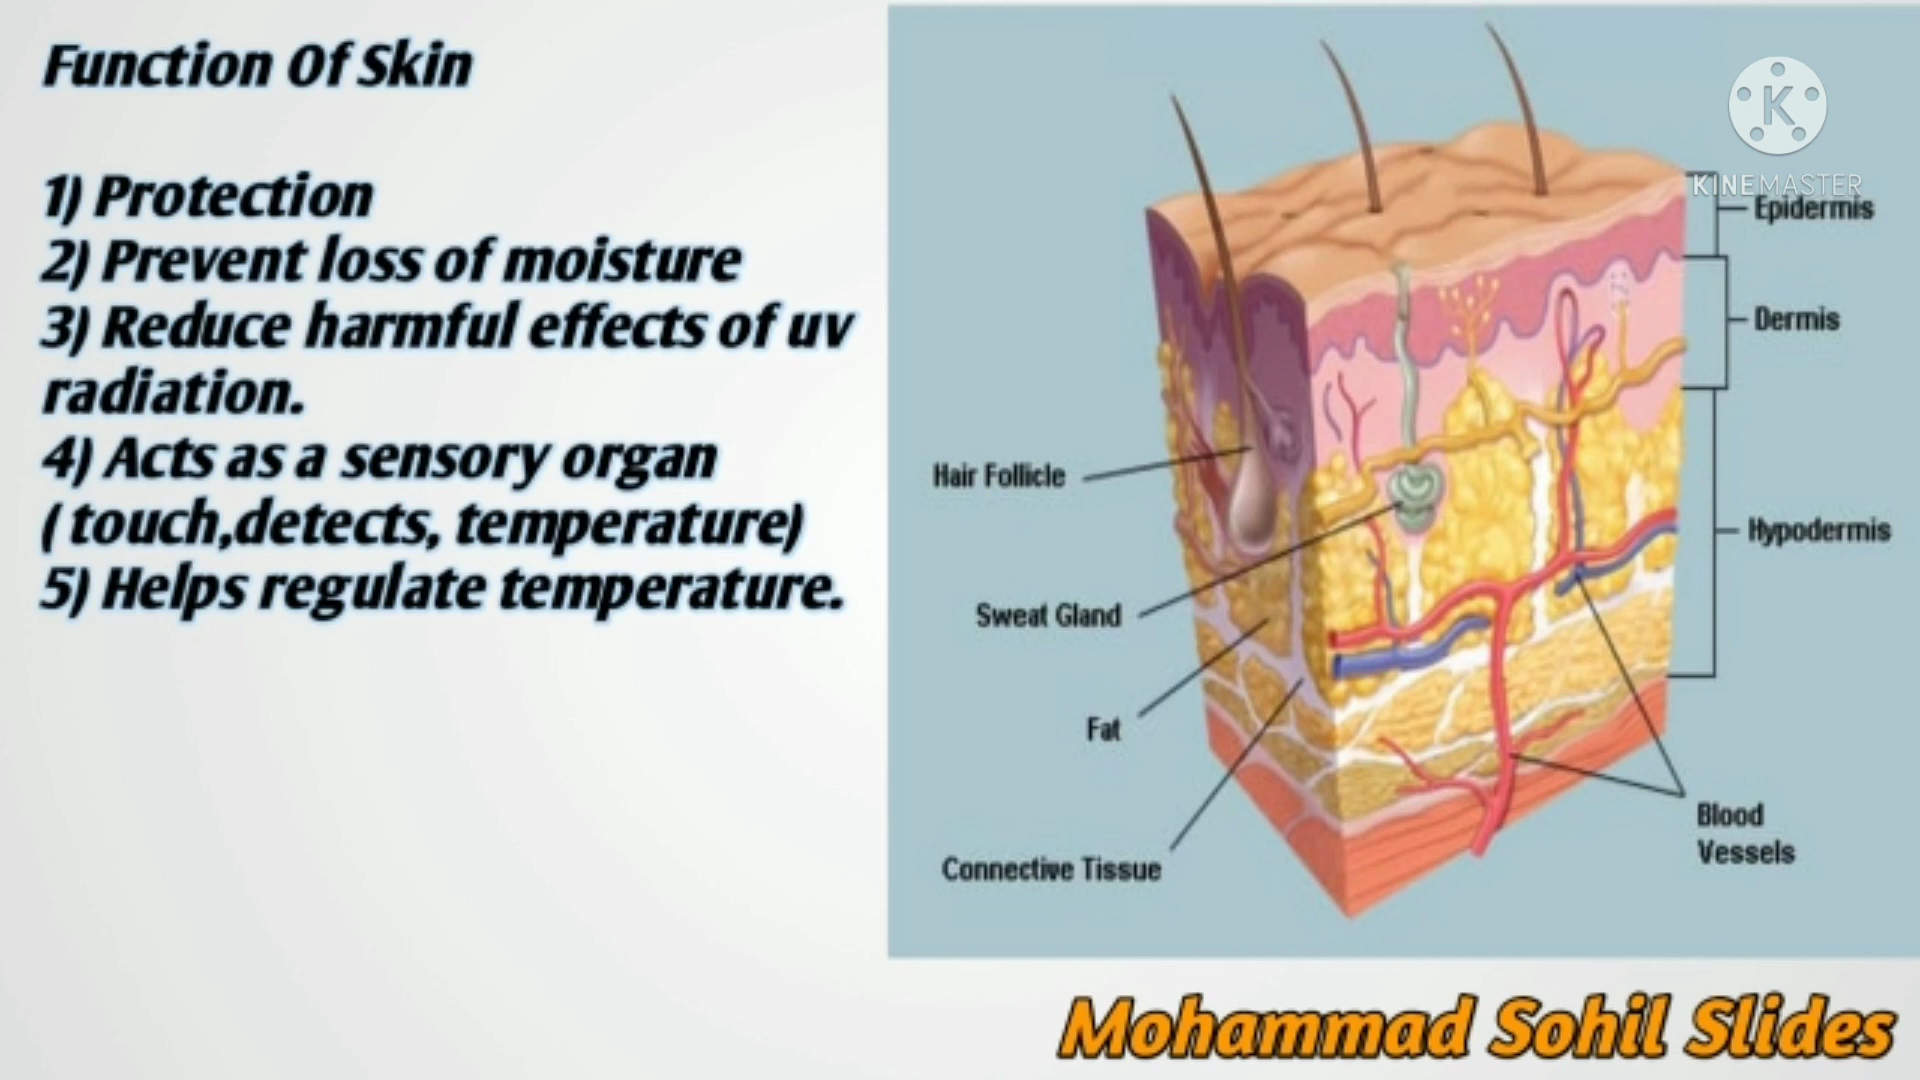 Function Of Skin
1) Protection
2) Prevent loss of moisture
3) Reduce harmful effects of uv
radiation.
4) Acts as a sensory organ
( touch,detects, temperature)
5) Helps regulate temperature.
K
KINEMASTER
Epidermis
Dermis
Hair Follicle
Hypodermis
Sweat Gland
Fat
Blood
Vessels
Connective Tissue
Mohammad Sohil Slides